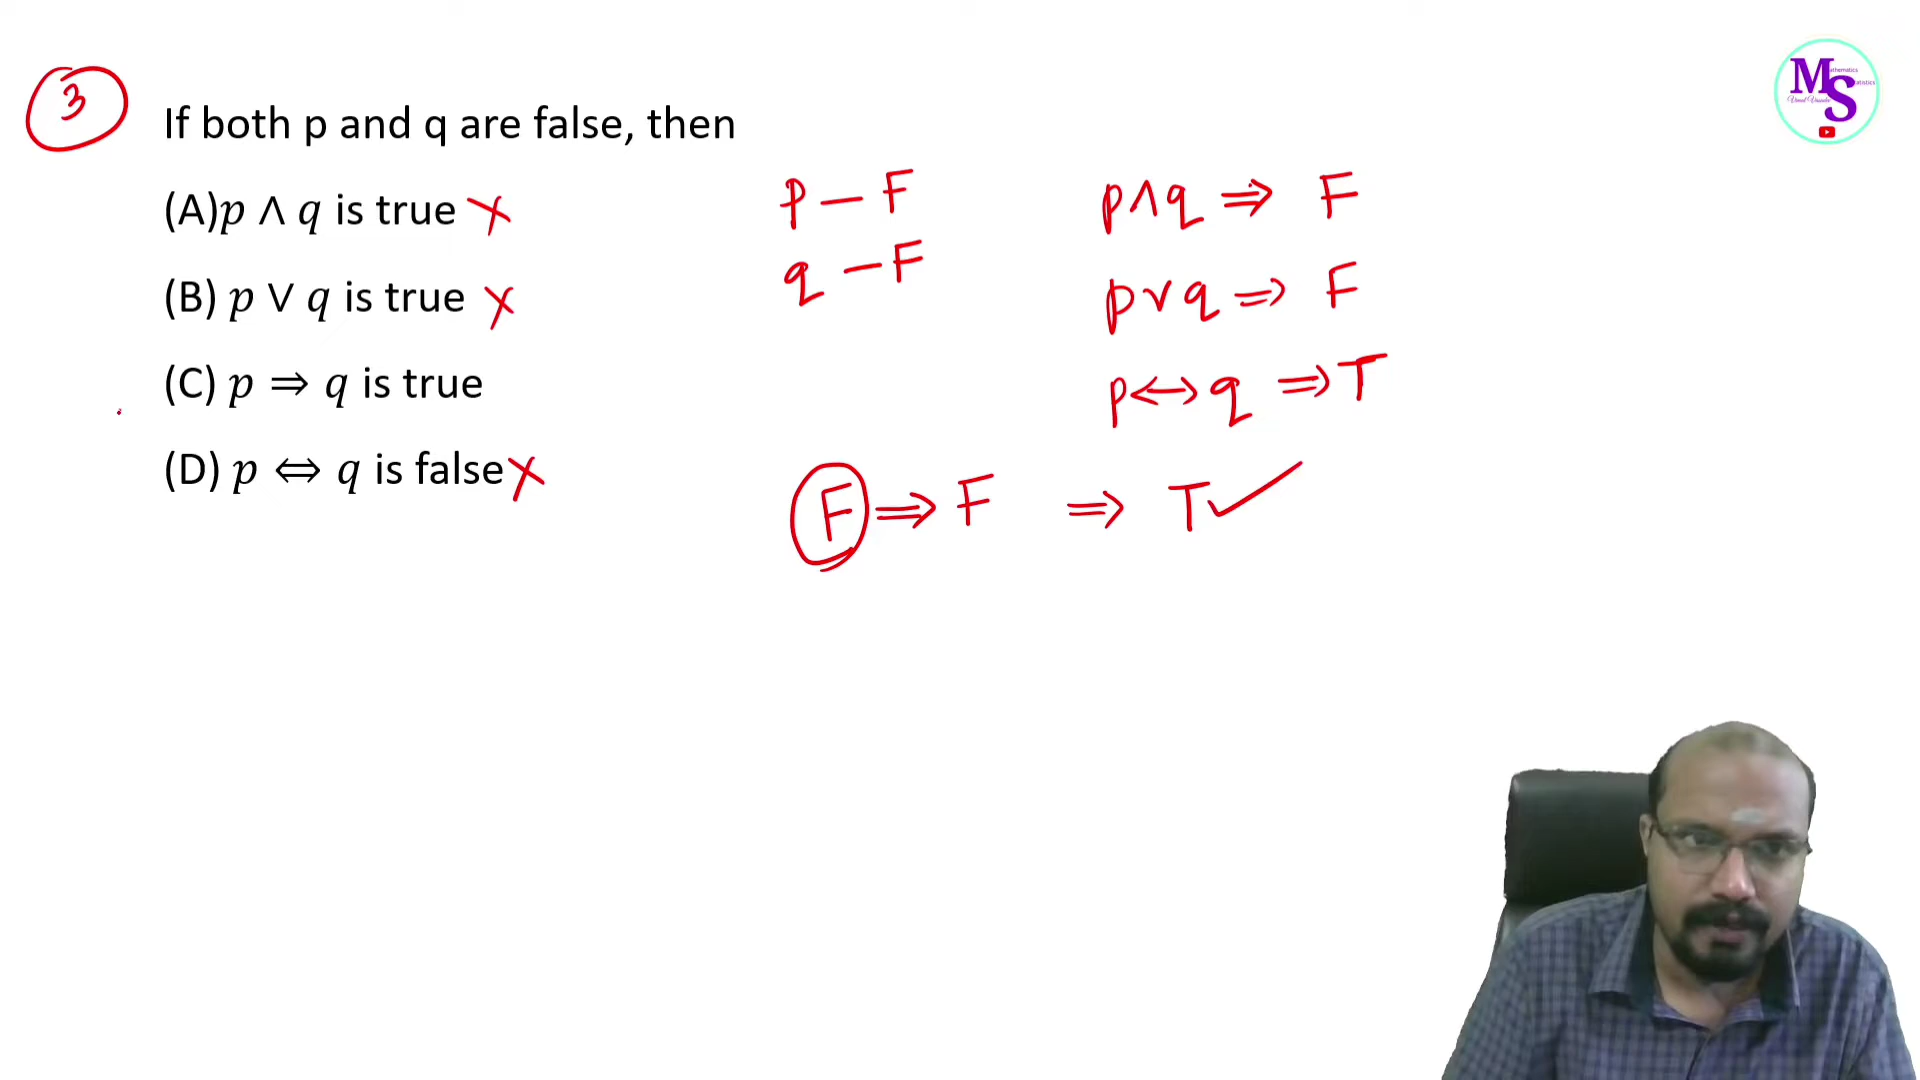 3
If both p and q are false, then
(A)p ∧ q is true X
(B) p ∨ q is true X
(C) p ⇒ q is true
(D) p ⇔ q is false X
p — F
q — F
p∧q ⇒ F
p∨q ⇒ F
p↔q ⇒ T
F ⇒ F ⇒ T ✓
MS